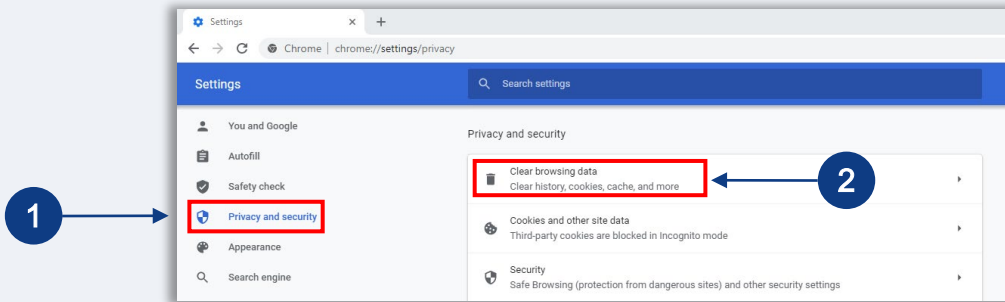 Settings
Chrome | chrome://settings/privacy
Settings
Search settings
You and Google
Autofill
Safety check
Privacy and security
Appearance
Search engine
Privacy and security
Clear browsing data
Clear history, cookies, cache, and more
Cookies and other site data
Third-party cookies are blocked in Incognito mode
Security
Safe Browsing (protection from dangerous sites) and other security settings
1
2